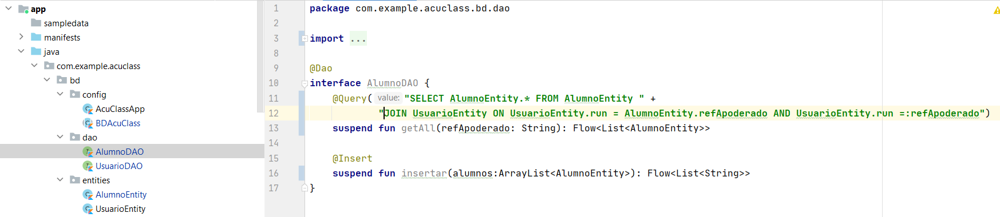 app
sampledata
manifests
java
com.example.acuclass
bd
config
AcuClassApp
BDAcuClass
dao
AlumnoDAO
UsuarioDAO
entities
AlumnoEntity
UsuarioEntity
1 package com.example.acuclass.bd.dao
2
3 import ...
8
9 @Dao
10 interface AlumnoDAO {
11 @Query( value: "SELECT AlumnoEntity.* FROM AlumnoEntity " +
12 "JOIN UsuarioEntity ON UsuarioEntity.run = AlumnoEntity.refApoderado AND UsuarioEntity.run =:refApoderado")
13 suspend fun getAll(refApoderado: String): Flow<List<AlumnoEntity>>
14
15 @Insert
16 suspend fun insertar(alumnos:ArrayList<AlumnoEntity>): Flow<List<String>>
17 }